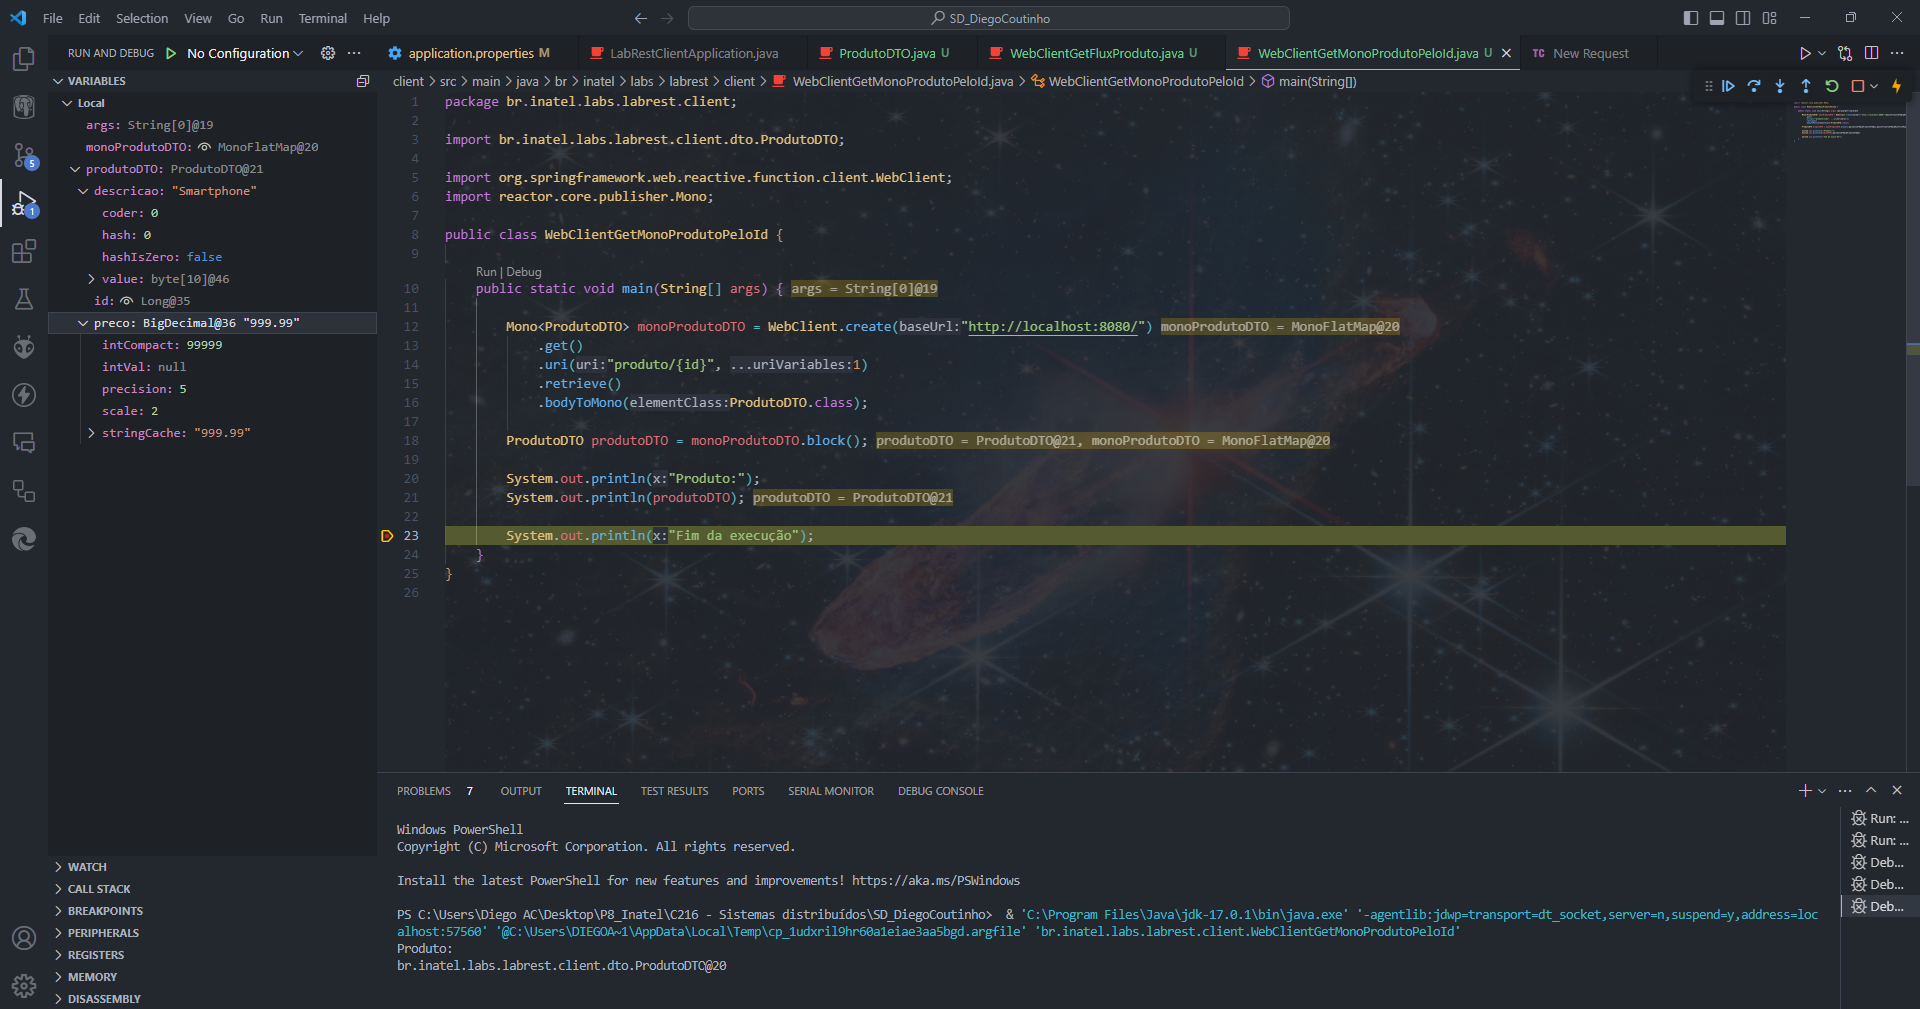 File Edit Selection View Go Run Terminal Help
SD_DiegoCoutinho
RUN AND DEBUG No Configuration
application.properties M
LabRestClientApplication.java
ProdutoDTO.java U
WebClientGetFluxProduto.java U
WebClientGetMonoProdutoPeloId.java U
TC New Request
VARIABLES
Local
args: String[0]@19
monoProdutoDTO: MonoFlatMap@20
produtoDTO: ProdutoDTO@21
descricao: "Smartphone"
coder: 0
hash: 0
hashIsZero: false
value: byte[10]@46
id: Long@35
preco: BigDecimal@36 "999.99"
intCompact: 99999
intVal: null
precision: 5
scale: 2
stringCache: "999.99"
WATCH
CALL STACK
BREAKPOINTS
PERIPHERALS
REGISTERS
MEMORY
DISASSEMBLY
5
1
client > src > main > java > br > inatel > labs > labrest > client > WebClientGetMonoProdutoPeloId.java > WebClientGetMonoProdutoPeloId > main(String[])
1 package br.inatel.labs.labrest.client;
2
3 import br.inatel.labs.labrest.client.dto.ProdutoDTO;
4
5 import org.springframework.web.reactive.function.client.WebClient;
6 import reactor.core.publisher.Mono;
7
8 public class WebClientGetMonoProdutoPeloId {
9
Run | Debug
10 public static void main(String[] args) { args = String[0]@19
11
12 Mono<ProdutoDTO> monoProdutoDTO = WebClient.create(baseUrl:"http://localhost:8080/") monoProdutoDTO = MonoFlatMap@20
13 .get()
14 .uri(uri:"produto/{id}", ...uriVariables:1)
15 .retrieve()
16 .bodyToMono(elementClass:ProdutoDTO.class);
17
18 ProdutoDTO produtoDTO = monoProdutoDTO.block(); produtoDTO = ProdutoDTO@21, monoProdutoDTO = MonoFlatMap@20
19
20 System.out.println(x:"Produto:");
21 System.out.println(produtoDTO); produtoDTO = ProdutoDTO@21
22
23 System.out.println(x:"Fim da execução");
24 }
25 }
26
PROBLEMS 7 OUTPUT TERMINAL TEST RESULTS PORTS SERIAL MONITOR DEBUG CONSOLE
Windows PowerShell
Copyright (C) Microsoft Corporation. All rights reserved.
Install the latest PowerShell for new features and improvements! https://aka.ms/PSWindows
PS C:\Users\Diego AC\Desktop\P8_Inatel\C216 - Sistemas distribuídos\SD_DiegoCoutinho> & 'C:\Program Files\Java\jdk-17.0.1\bin\java.exe' '-agentlib:jdwp=transport=dt_socket,server=n,suspend=y,address=loc
alhost:57560' '@C:\Users\DIEGOA~1\AppData\Local\Temp\cp_1udxril9hr60a1eiae3aa5bgd.argfile' 'br.inatel.labs.labrest.client.WebClientGetMonoProdutoPeloId'
Produto:
br.inatel.labs.labrest.client.dto.ProdutoDTO@20
Run: ...
Run: ...
Deb...
Deb...
Deb...